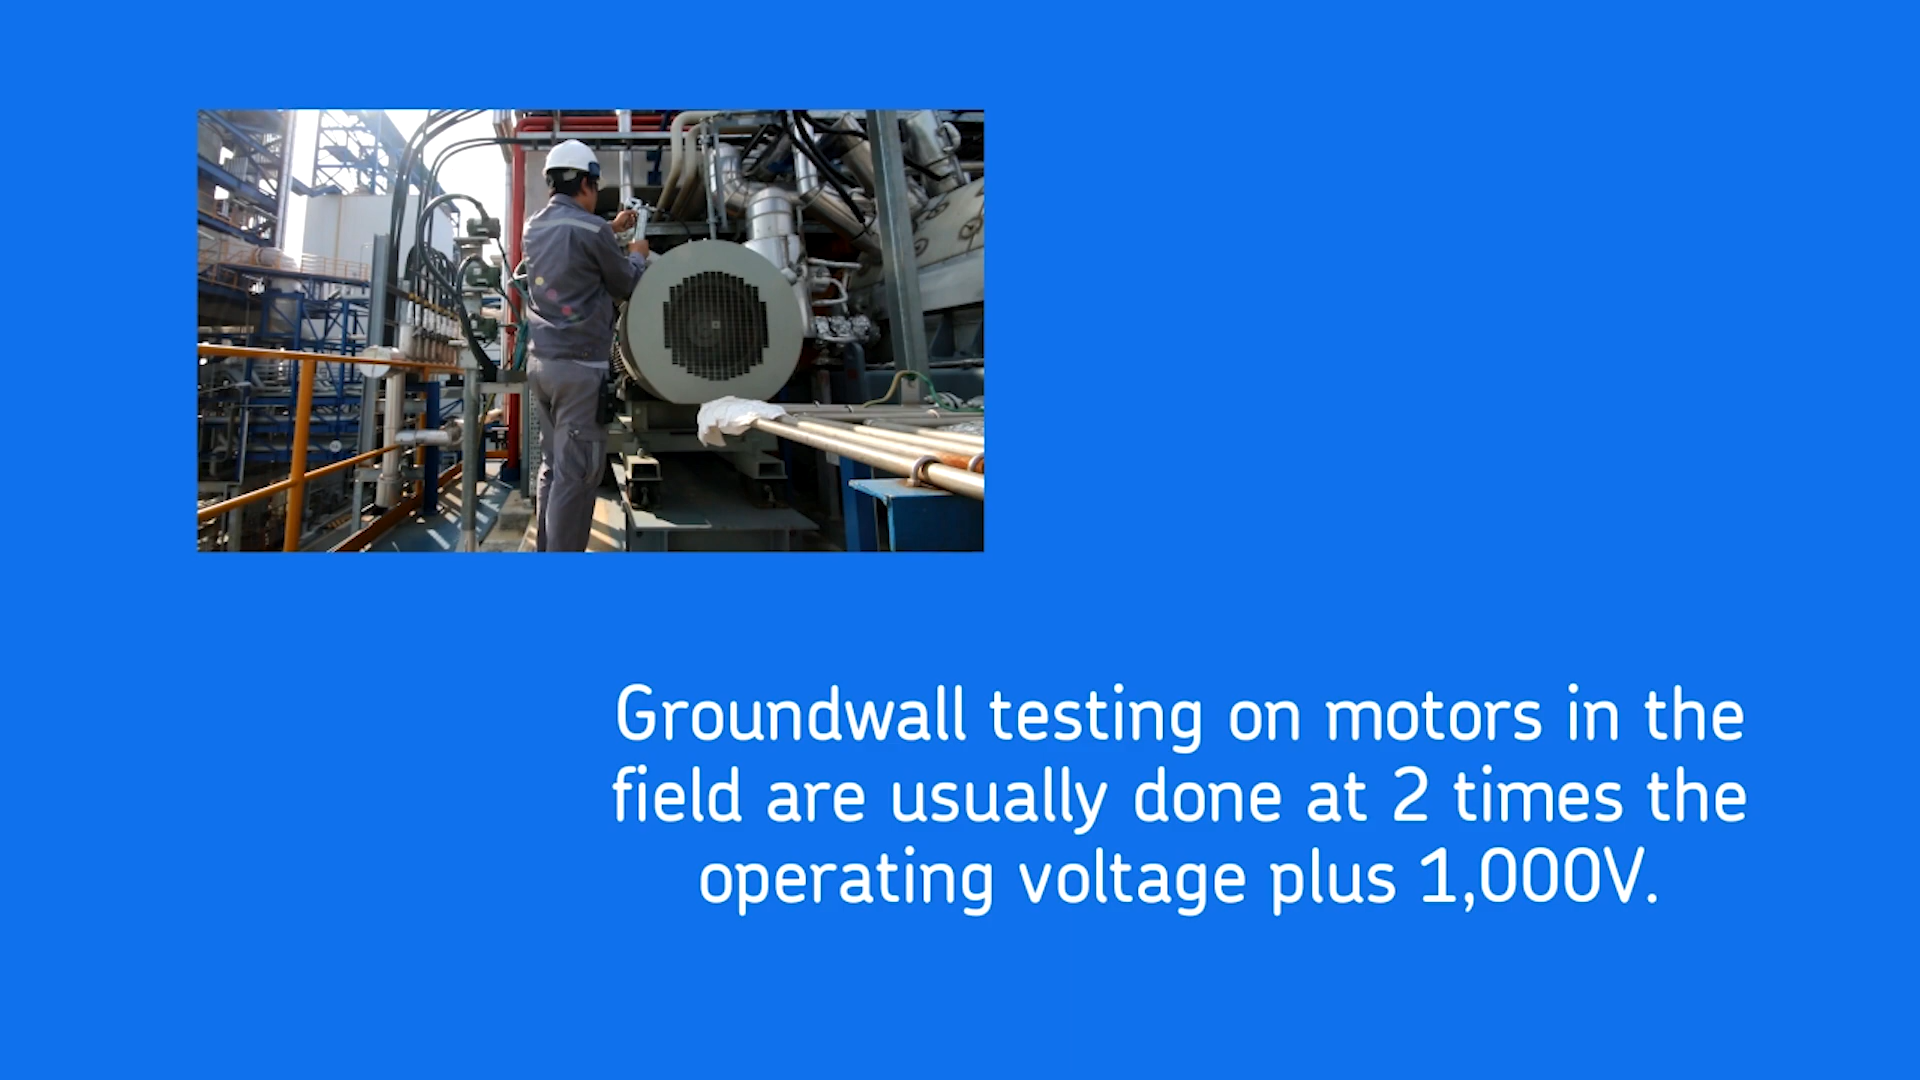 Groundwall testing on motors in the
field are usually done at 2 times the
operating voltage plus 1,000V.